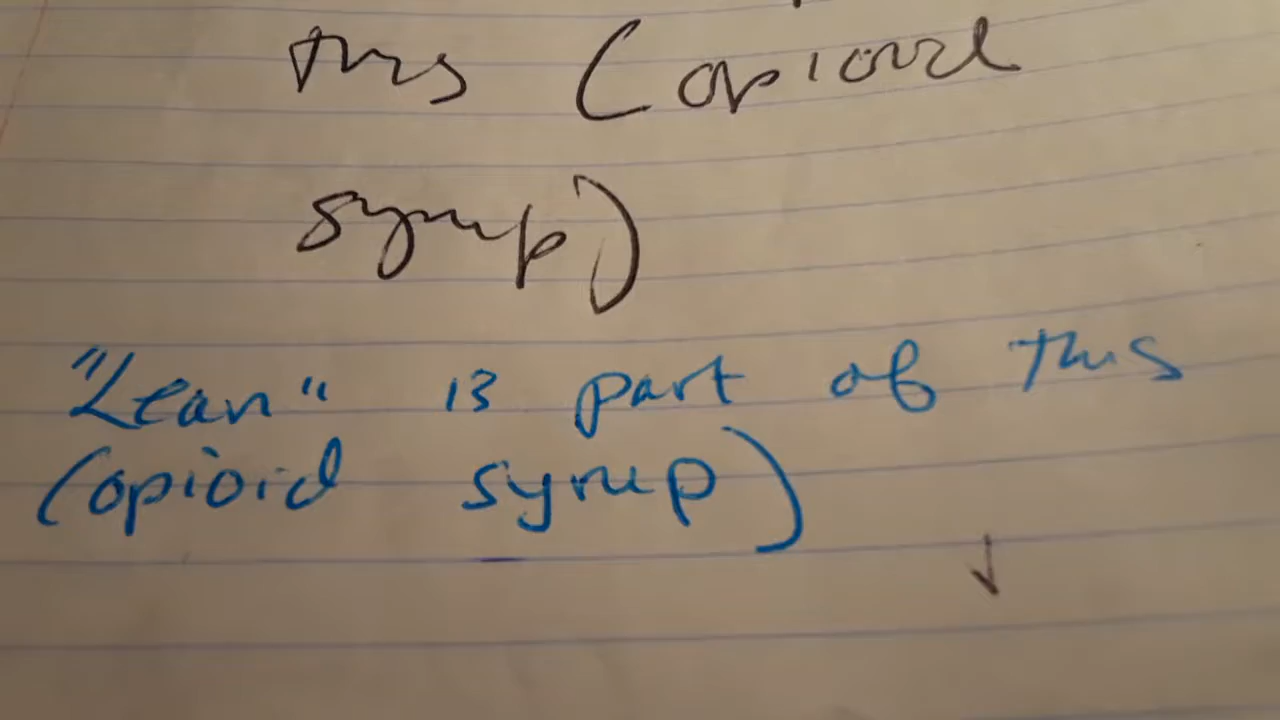 this (opioid
syrup)
"Lean" is part of this
(opioid syrup)